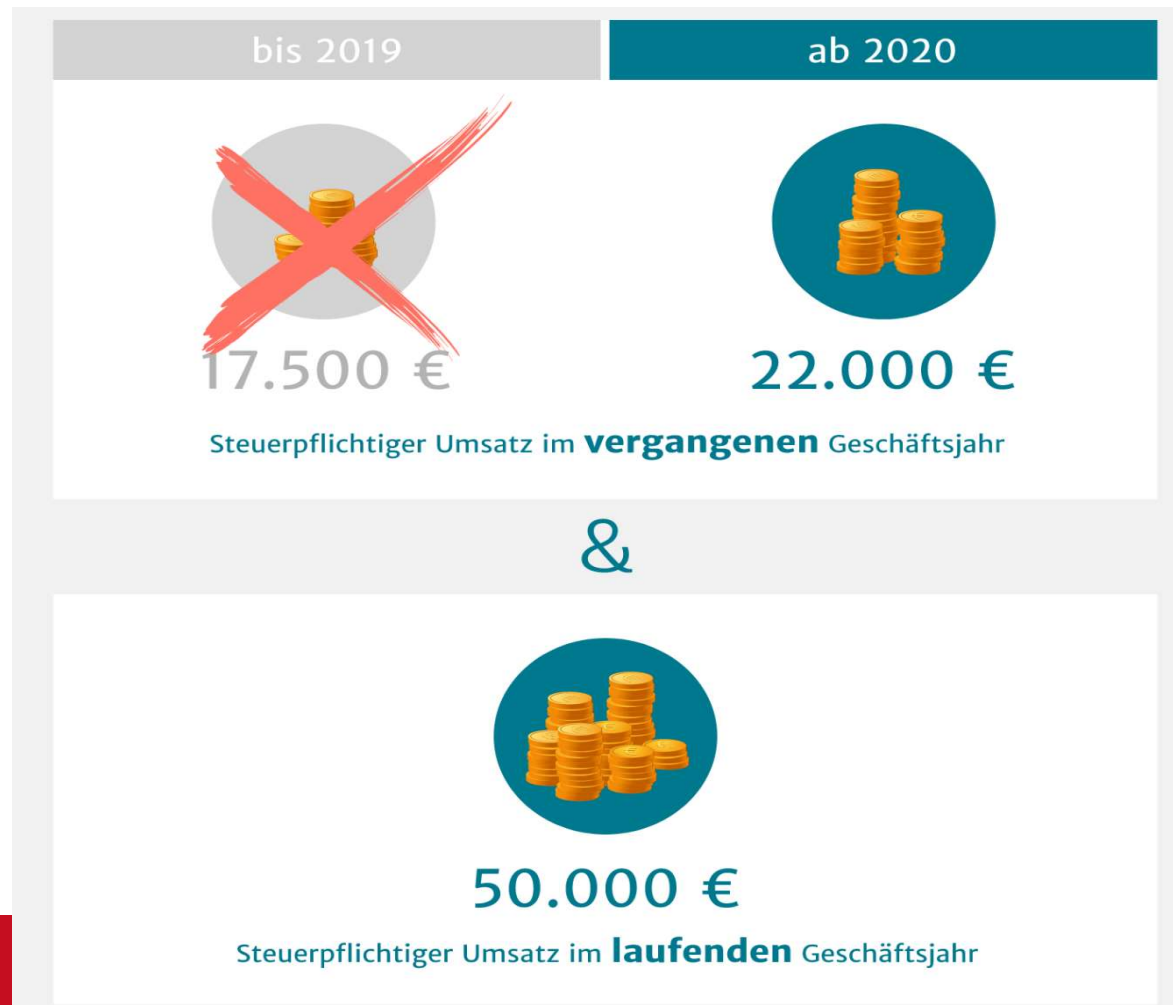 bis 2019
ab 2020
17.500 €
22.000 €
Steuerpflichtiger Umsatz im vergangenen Geschäftsjahr
&
50.000 €
Steuerpflichtiger Umsatz im laufenden Geschäftsjahr